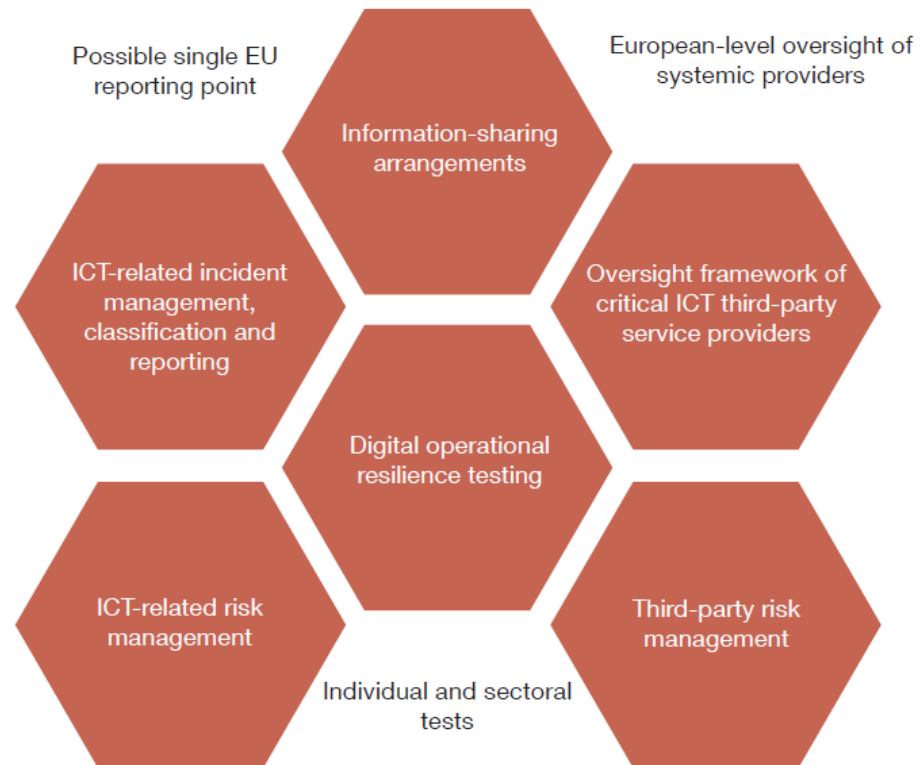 Possible single EU
reporting point
European-level oversight of
systemic providers
Information-sharing
arrangements
ICT-related incident
management,
classification and
reporting
Oversight framework of
critical ICT third-party
service providers
Digital operational
resilience testing
ICT-related risk
management
Third-party risk
management
Individual and sectoral
tests